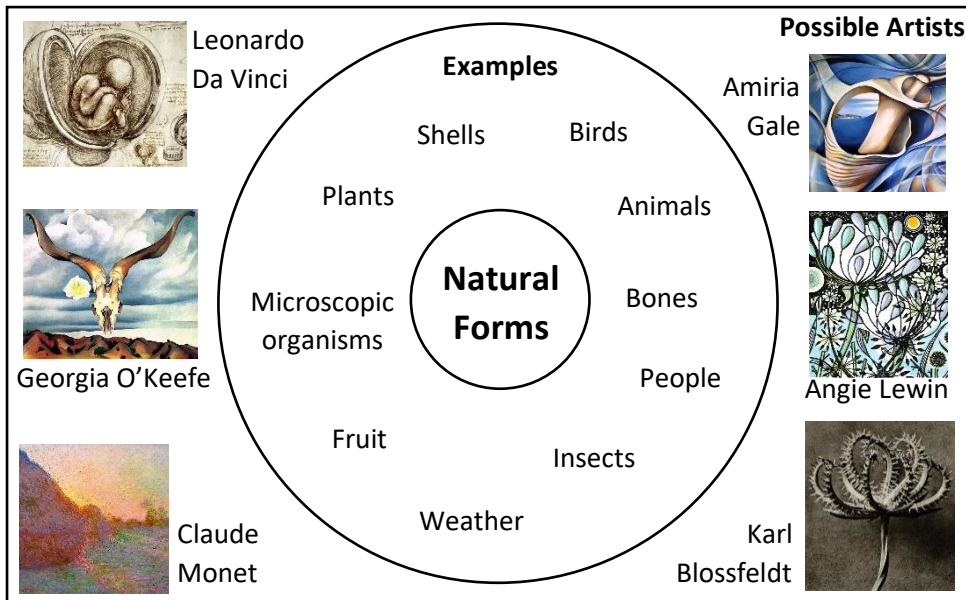 Leonardo
Da Vinci
Possible Artists
Examples
Amiria
Gale
Shells
Birds
Plants
Animals
Natural
Forms
Microscopic
organisms
Bones
Georgia O’Keefe
People
Angie Lewin
Fruit
Insects
Weather
Claude
Monet
Karl
Blossfeldt